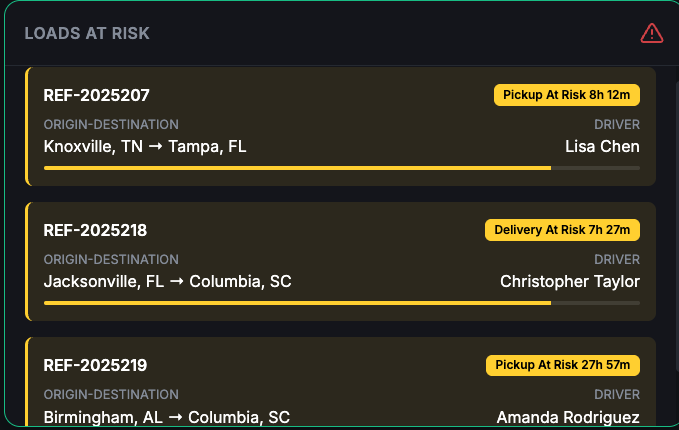 LOADS AT RISK
REF-2025207
Pickup At Risk 8h 12m
ORIGIN-DESTINATION
DRIVER
Knoxville, TN → Tampa, FL
Lisa Chen
REF-2025218
Delivery At Risk 7h 27m
ORIGIN-DESTINATION
DRIVER
Jacksonville, FL → Columbia, SC
Christopher Taylor
REF-2025219
Pickup At Risk 27h 57m
ORIGIN-DESTINATION
DRIVER
Birmingham, AL → Columbia, SC
Amanda Rodriguez